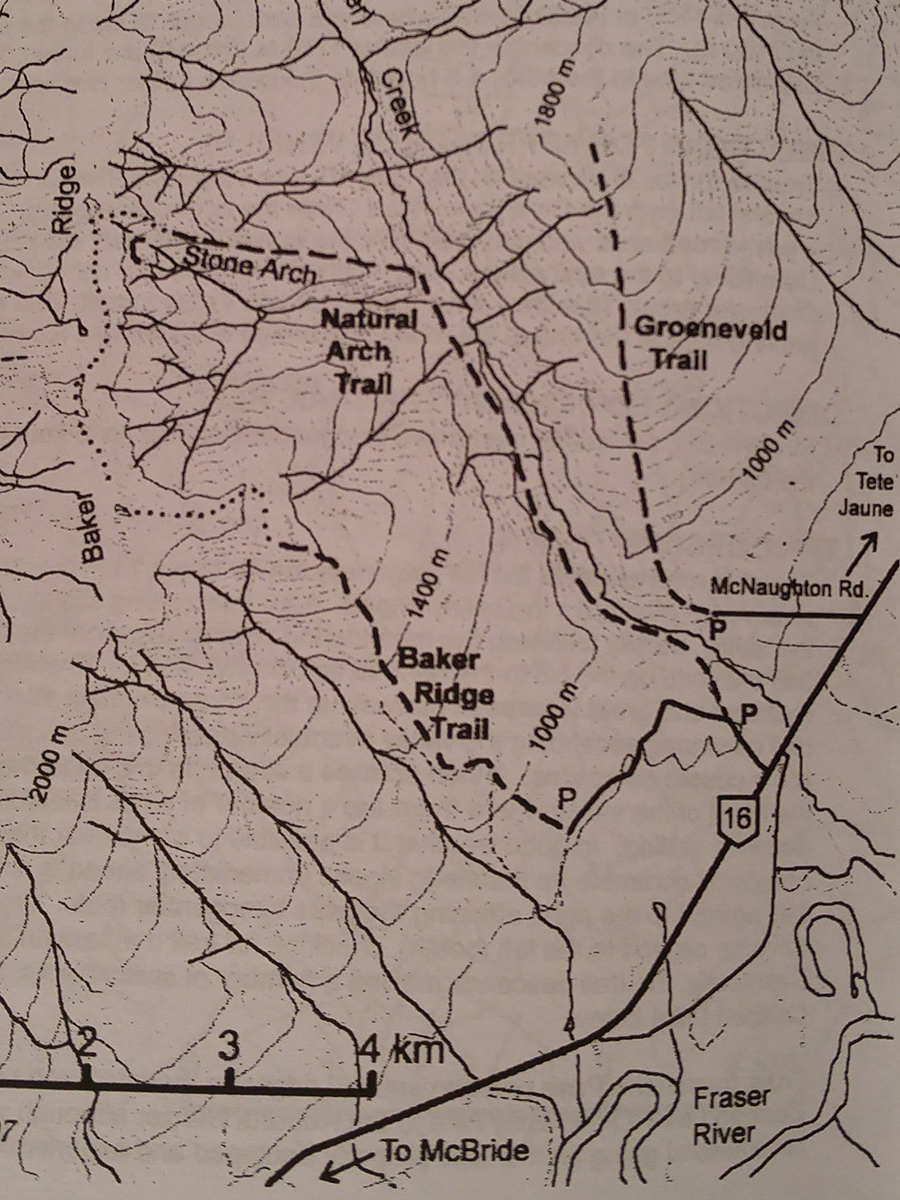 Creek
1800 m
Ridge
Stone Arch
Natural
Arch
Trail
Groeneveld
Trail
1000 m
To
Tete
Jaune
Baker
1400 m
McNaughton Rd.
P
Baker
Ridge
Trail
1000 m
P
2000 m
P
16
2 3 4 km
Fraser
River
7
To McBride